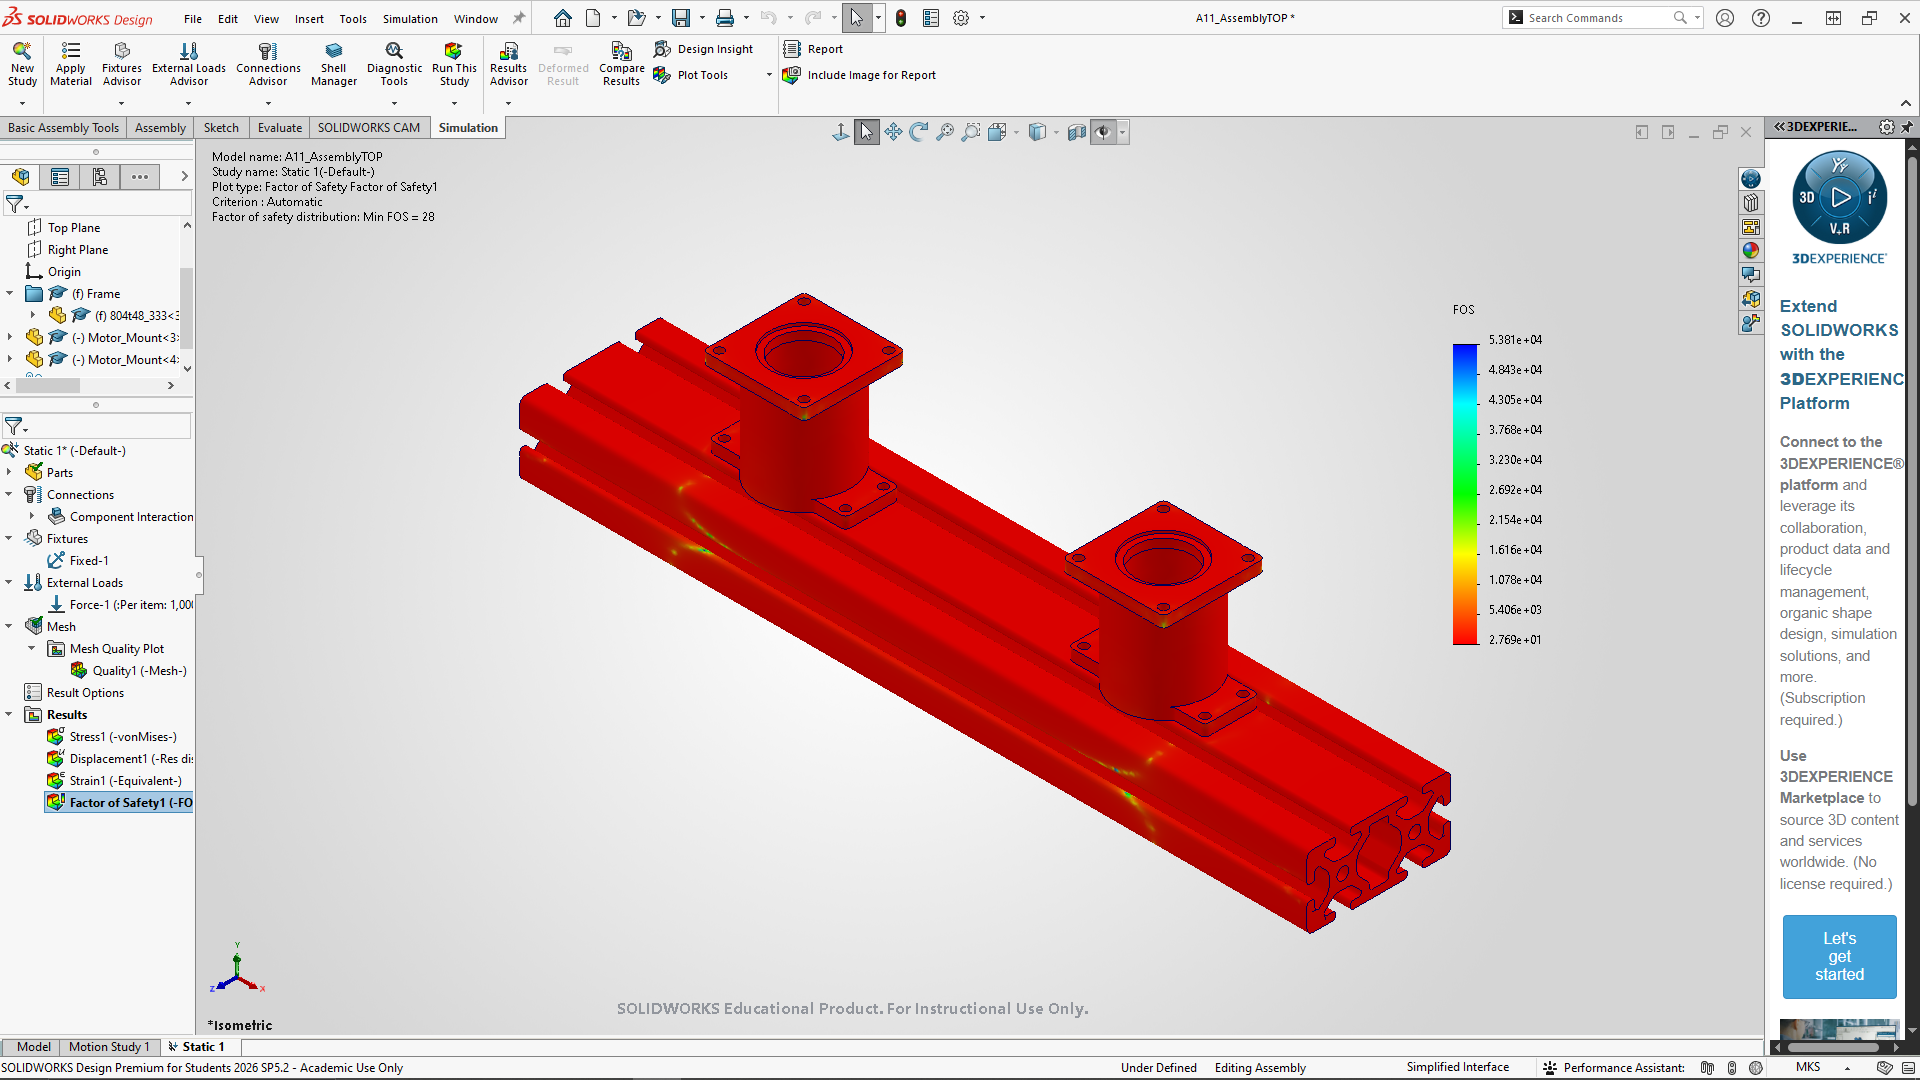 SOLIDWORKS Design
File
Edit
View
Insert
Tools
Simulation
Window
A11_AssemblyTOP *
Search Commands
New Study
Apply Material
Fixtures Advisor
External Loads Advisor
Connections Advisor
Shell Manager
Diagnostic Tools
Run This Study
Results Advisor
Deformed Result
Compare Results
Design Insight
Plot Tools
Report
Include Image for Report
Basic Assembly Tools
Assembly
Sketch
Evaluate
SOLIDWORKS CAM
Simulation
Top Plane
Right Plane
Origin
(f) Frame
(f) 804t48_333<3
(-) Motor_Mount<3>
(-) Motor_Mount<4>
Static 1* (-Default-)
Parts
Connections
Component Interaction
Fixtures
Fixed-1
External Loads
Force-1 (:Per item: 1,00
Mesh
Mesh Quality Plot
Quality1 (-Mesh-)
Result Options
Results
Stress1 (-vonMises-)
Displacement1 (-Res di
Strain1 (-Equivalent-)
Factor of Safety1 (-FO
Model name: A11_AssemblyTOP
Study name: Static 1(-Default-)
Plot type: Factor of Safety Factor of Safety1
Criterion : Automatic
Factor of safety distribution: Min FOS = 28
FOS
5.381e+04
4.843e+04
4.305e+04
3.768e+04
3.230e+04
2.692e+04
2.154e+04
1.616e+04
1.078e+04
5.406e+03
2.769e+01
Y
Z
X
*Isometric
SOLIDWORKS Educational Product. For Instructional Use Only.
3DEXPERIE...
3D
V+R
3DEXPERIENCE
Extend
SOLIDWORKS
with the
3DEXPERIENC
Platform
Connect to the
3DEXPERIENCE®
platform and
leverage its
collaboration,
product data and
lifecycle
management,
organic shape
design, simulation
solutions, and
more.
(Subscription
required.)
Use
3DEXPERIENCE
Marketplace to
source 3D content
and services
worldwide. (No
license required.)
Let's
get
started
Model
Motion Study 1
Static 1
SOLIDWORKS Design Premium for Students 2026 SP5.2 - Academic Use Only
Under Defined
Editing Assembly
Simplified Interface
Performance Assistant:
MKS